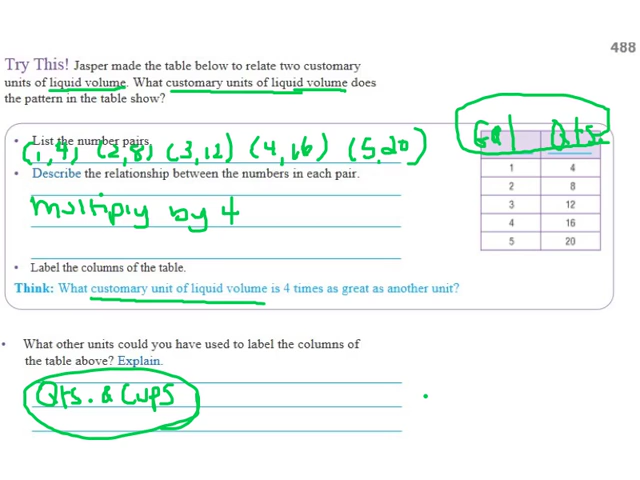 488
Try This! Jasper made the table below to relate two customary
units of liquid volume. What customary units of liquid volume does
the pattern in the table show?
• List the number pairs.
(1,4) (2,8) (3,12) (4,16) (5,20)
• Describe the relationship between the numbers in each pair.
Multiply by 4
• Label the columns of the table.
Think: What customary unit of liquid volume is 4 times as great as another unit?
Gal Qts.
1 4
2 8
3 12
4 16
5 20
• What other units could you have used to label the columns of
the table above? Explain.
Qts. & Cups